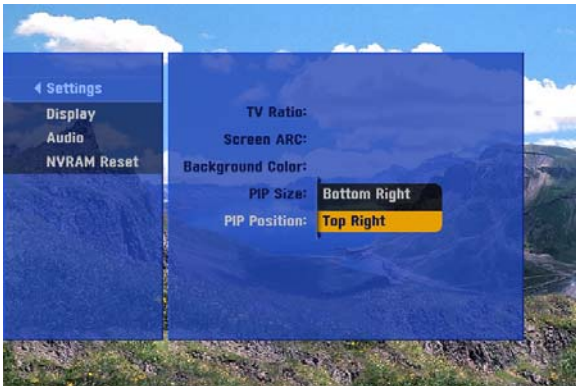 Settings
Display
Audio
NVRAM Reset
TV Ratio:
Screen ARC:
Background Color:
PIP Size:
Bottom Right
PIP Position:
Top Right